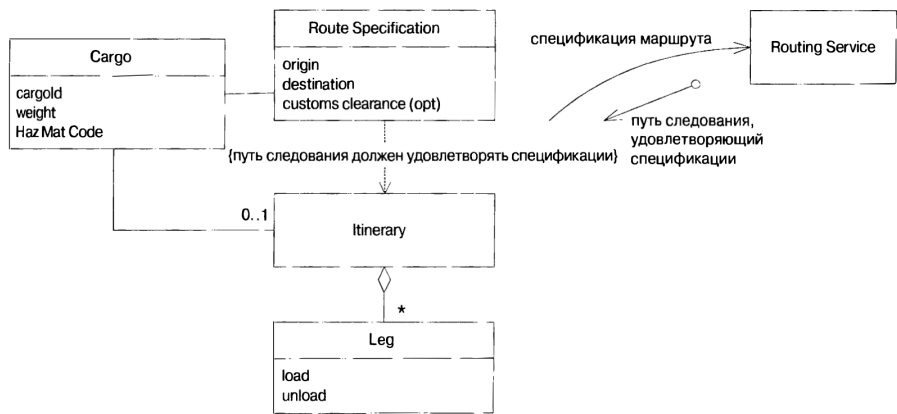 Cargo
cargoId
weight
Haz Mat Code
Route Specification
origin
destination
customs clearance (opt)
спецификация маршрута
Routing Service
путь следования,
удовлетворяющий
спецификации
{путь следования должен удовлетворять спецификации}
0..1
Itinerary
*
Leg
load
unload